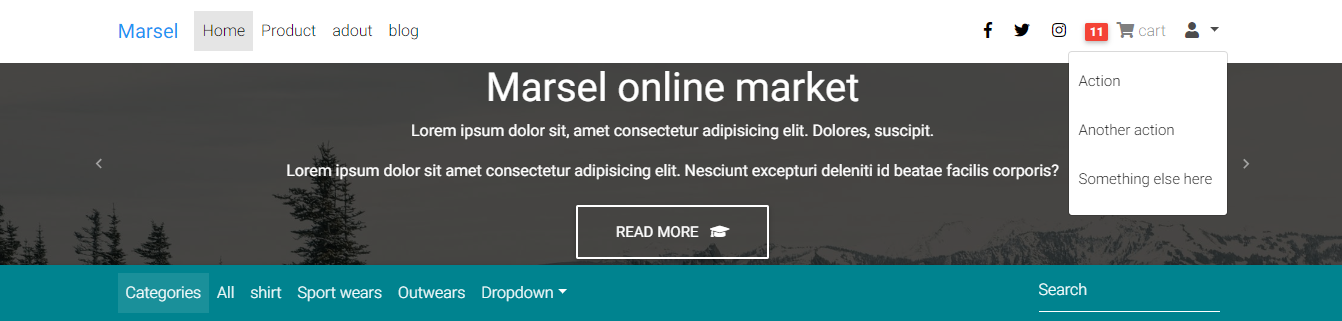 Marsel Home Product adout blog 11 cart
Action
Another action
Something else here
Marsel online market
Lorem ipsum dolor sit, amet consectetur adipisicing elit. Dolores, suscipit.
Lorem ipsum dolor sit amet consectetur adipisicing elit. Nesciunt excepturi deleniti id beatae facilis corporis?
READ MORE
Categories All shirt Sport wears Outwears Dropdown Search